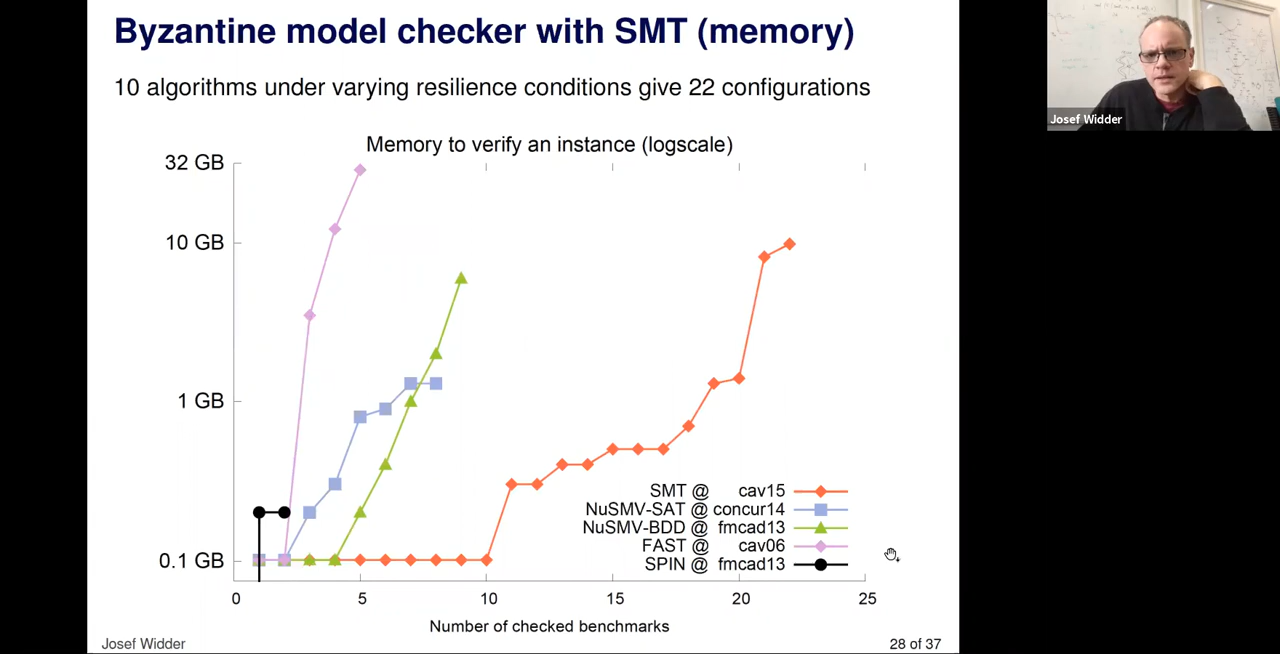 Byzantine model checker with SMT (memory)
10 algorithms under varying resilience conditions give 22 configurations
Josef Widder
Memory to verify an instance (logscale)
32 GB
10 GB
1 GB
0.1 GB
SMT @ cav15
NuSMV-SAT @ concur14
NuSMV-BDD @ fmcad13
FAST @ cav06
SPIN @ fmcad13
0 5 10 15 20 25
Number of checked benchmarks
Josef Widder
28 of 37